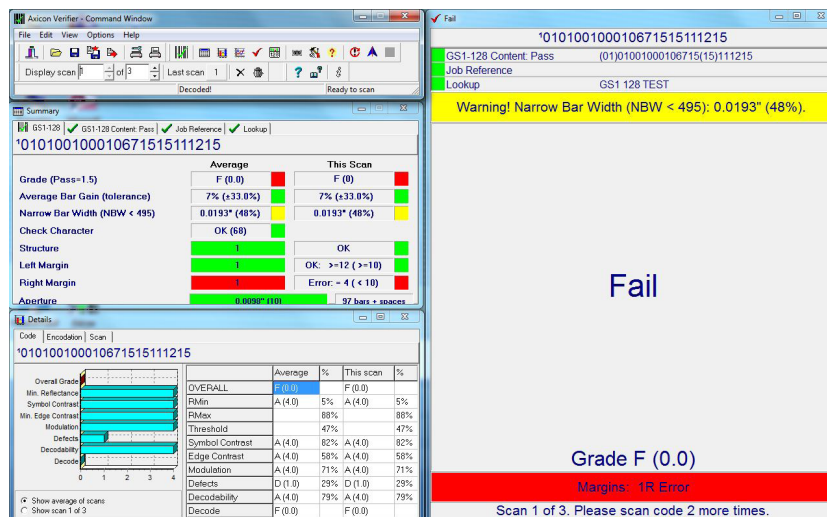 Axicon Verifier - Command Window
File Edit View Options Help
Display scan 1 of 3 Last scan 1
Decoded! Ready to scan
Summary
GS1-128 GS1-128 Content: Pass Job Reference Lookup
¹01010010001067151​5111215
Average This Scan
Grade (Pass=1.5) F (0.0) F (0)
Average Bar Gain (tolerance) 7% (±33.0%) 7% (±33.0%)
Narrow Bar Width (NBW < 495) 0.0193" (48%) 0.0193" (48%)
Check Character OK (68)
Structure 1 OK
Left Margin 1 OK: >=12 ( >=10)
Right Margin 1 Error: = 4 ( < 10)
Aperture 0.0098" (10) 97 bars + spaces
Details
Code Encodation Scan
¹010100100010671515111215
Overall Grade
Min. Reflectance
Symbol Contrast
Min. Edge Contrast
Modulation
Defects
Decodability
Decode
0 1 2 3 4
Show average of scans
Show scan 1 of 3
Average % This scan %
OVERALL F (0.0) F (0.0)
RMin A (4.0) 5% A (4.0) 5%
RMax 88% 88%
Threshold 47% 47%
Symbol Contrast A (4.0) 82% A (4.0) 82%
Edge Contrast A (4.0) 58% A (4.0) 58%
Modulation A (4.0) 71% A (4.0) 71%
Defects D (1.0) 29% D (1.0) 29%
Decodability A (4.0) 79% A (4.0) 79%
Decode F (0.0) F (0.0)
Fail
¹010100100010671515111215
GS1-128 Content: Pass (01)01001000106715(15)111215
Job Reference
Lookup GS1 128 TEST
Warning! Narrow Bar Width (NBW < 495): 0.0193" (48%).
Fail
Grade F (0.0)
Margins: 1R Error
Scan 1 of 3. Please scan code 2 more times.